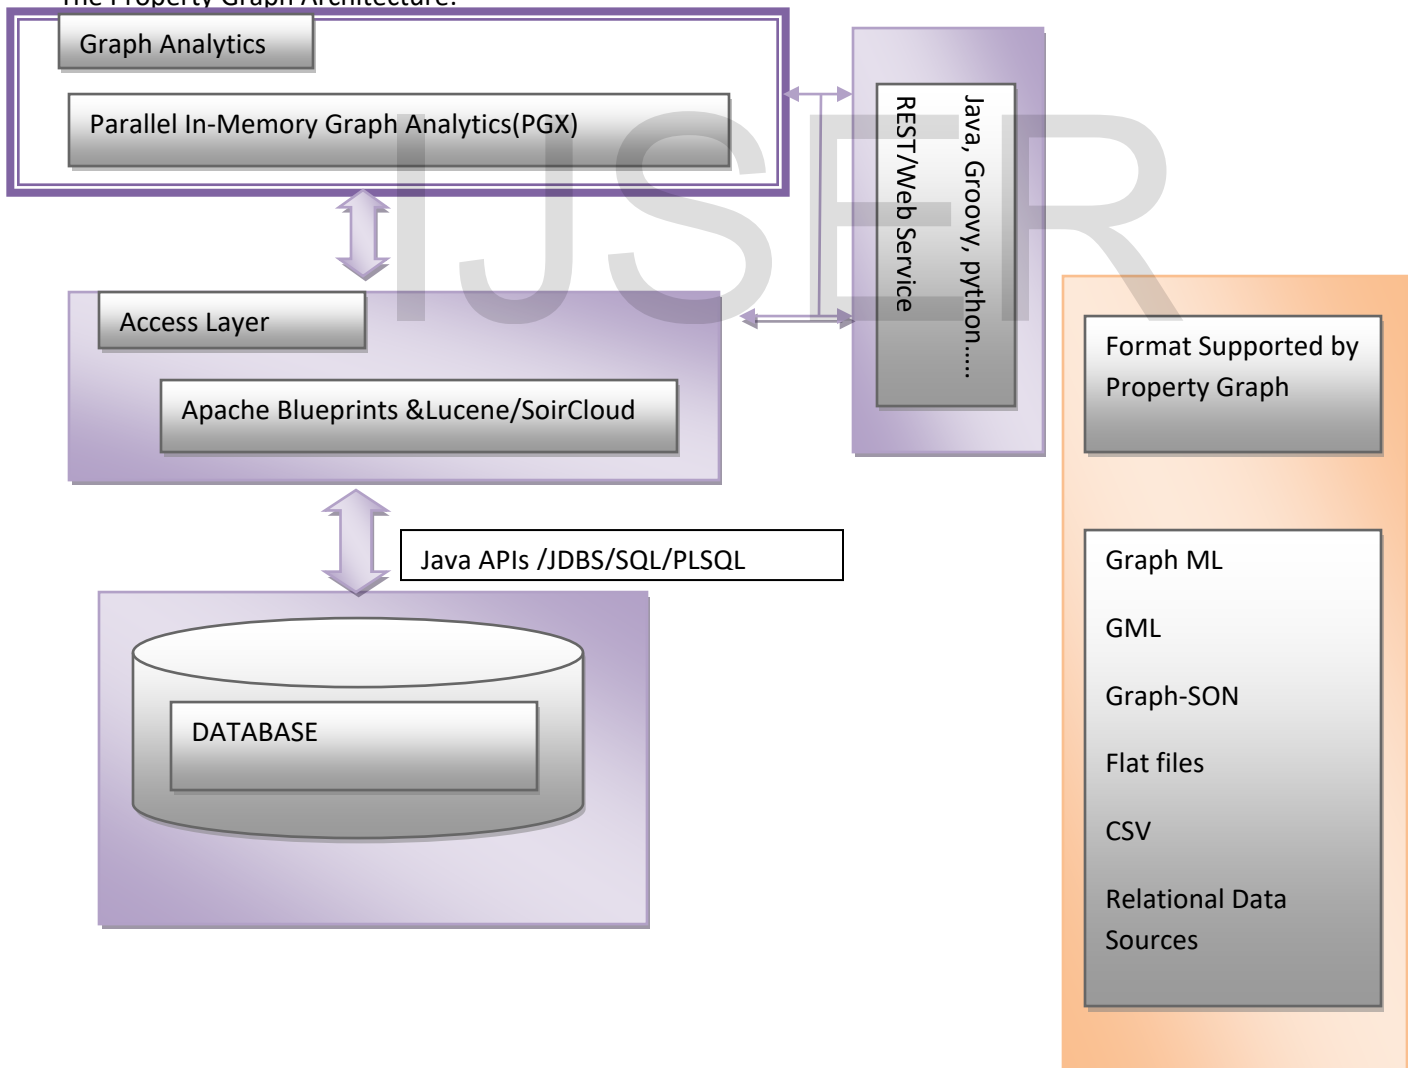 The Property Graph Architecture:
Graph Analytics
Parallel In-Memory Graph Analytics(PGX)
Java, Groovy, python.....
REST/Web Service
IJSER
Access Layer
Apache Blueprints &Lucene/SoirCloud
Java APIs /JDBS/SQL/PLSQL
DATABASE
Format Supported by
Property Graph
Graph ML
GML
Graph-SON
Flat files
CSV
Relational Data
Sources